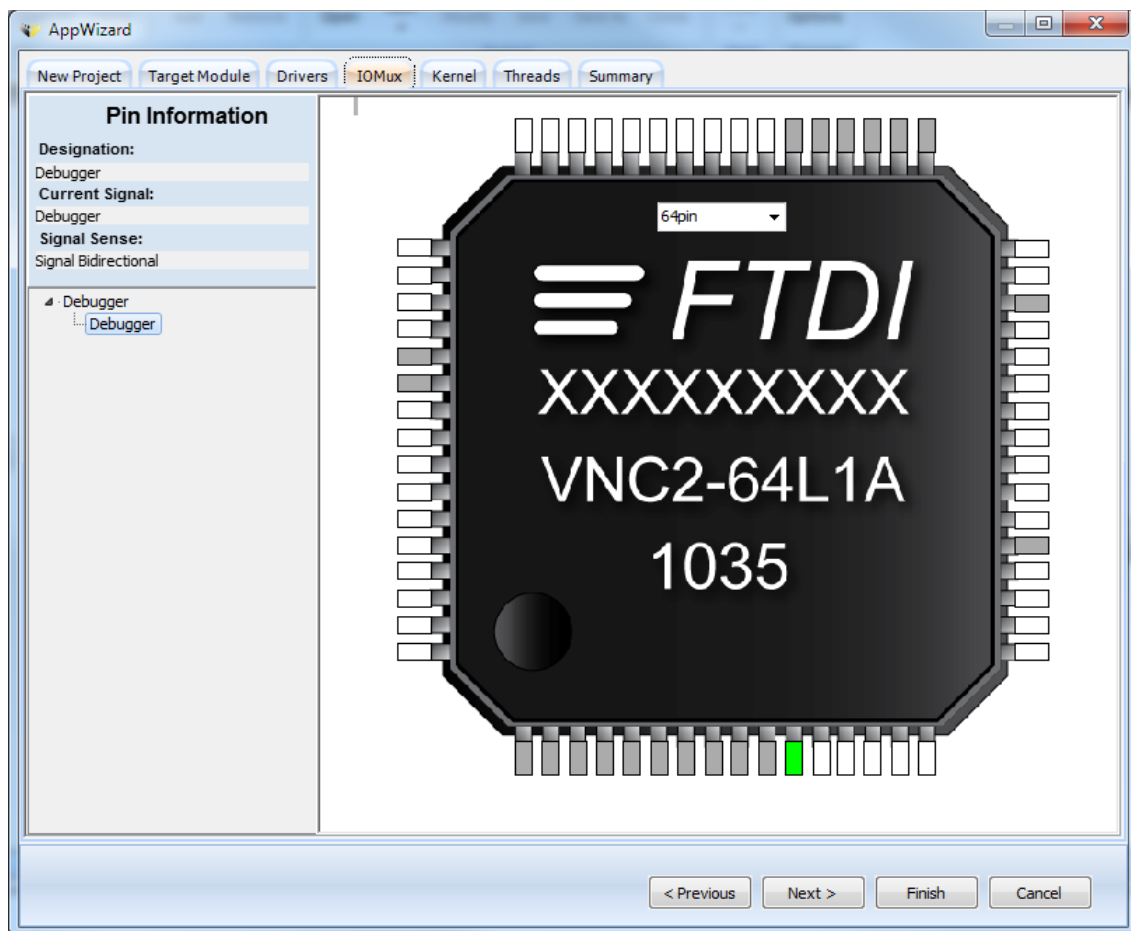 AppWizard
New Project Target Module Drivers IOMux Kernel Threads Summary
Pin Information
Designation:
Debugger
Current Signal:
Debugger
Signal Sense:
Signal Bidirectional
Debugger
Debugger
64pin
FTDI
XXXXXXXXX
VNC2-64L1A
1035
< Previous Next > Finish Cancel